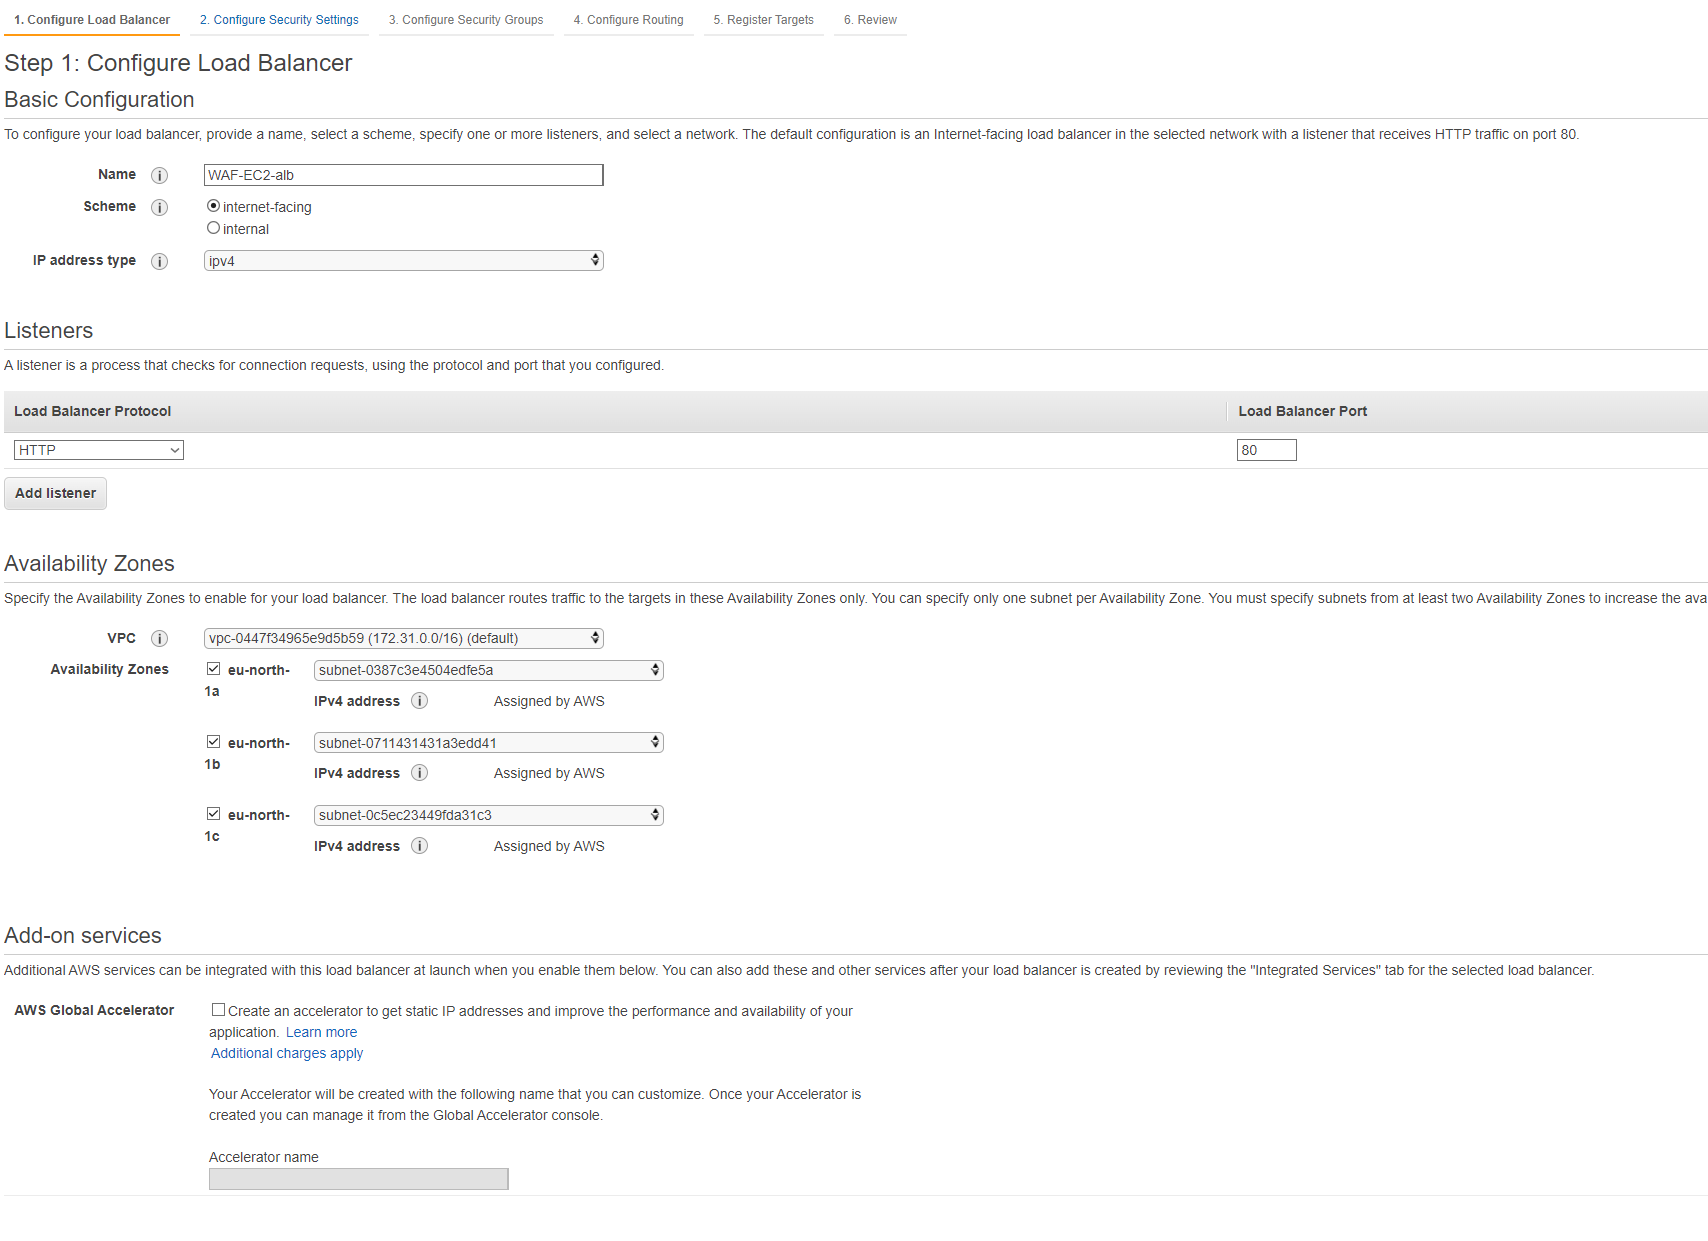 1. Configure Load Balancer 2. Configure Security Settings 3. Configure Security Groups 4. Configure Routing 5. Register Targets 6. Review
Step 1: Configure Load Balancer
Basic Configuration
To configure your load balancer, provide a name, select a scheme, specify one or more listeners, and select a network. The default configuration is an Internet-facing load balancer in the selected network with a listener that receives HTTP traffic on port 80.
Name i WAF-EC2-alb
Scheme i internet-facing
internal
IP address type i ipv4
Listeners
A listener is a process that checks for connection requests, using the protocol and port that you configured.
Load Balancer Protocol Load Balancer Port
HTTP 80
Add listener
Availability Zones
Specify the Availability Zones to enable for your load balancer. The load balancer routes traffic to the targets in these Availability Zones only. You can specify only one subnet per Availability Zone. You must specify subnets from at least two Availability Zones to increase the ava
VPC i vpc-0447f34965e9d5b59 (172.31.0.0/16) (default)
Availability Zones eu-north- subnet-0387c3e4504edfe5a
1a
IPv4 address i Assigned by AWS
eu-north- subnet-0711431431a3edd41
1b
IPv4 address i Assigned by AWS
eu-north- subnet-0c5ec23449fda31c3
1c
IPv4 address i Assigned by AWS
Add-on services
Additional AWS services can be integrated with this load balancer at launch when you enable them below. You can also add these and other services after your load balancer is created by reviewing the "Integrated Services" tab for the selected load balancer.
AWS Global Accelerator Create an accelerator to get static IP addresses and improve the performance and availability of your
application. Learn more
Additional charges apply
Your Accelerator will be created with the following name that you can customize. Once your Accelerator is
created you can manage it from the Global Accelerator console.
Accelerator name